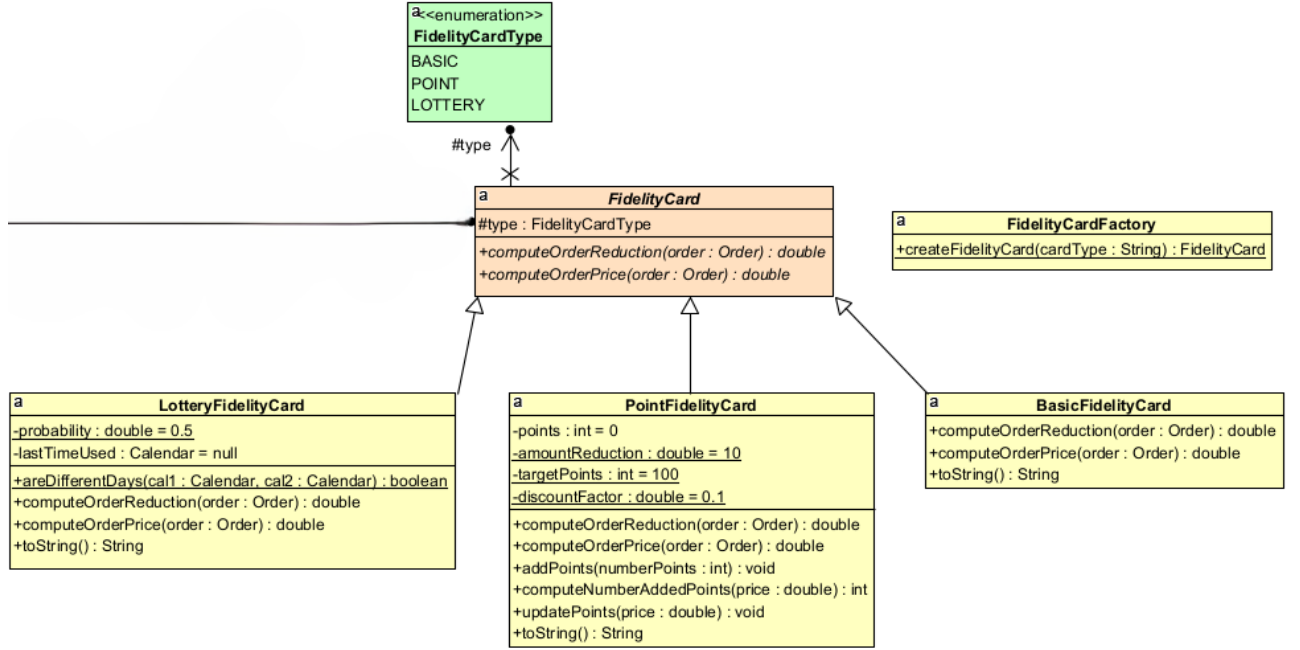 a
<<enumeration>>
FidelityCardType
BASIC
POINT
LOTTERY
#type
a
FidelityCard
#type : FidelityCardType
+computeOrderReduction(order : Order) : double
+computeOrderPrice(order : Order) : double
a
FidelityCardFactory
+createFidelityCard(cardType : String) : FidelityCard
a
LotteryFidelityCard
-probability : double = 0.5
-lastTimeUsed : Calendar = null
+areDifferentDays(cal1 : Calendar, cal2 : Calendar) : boolean
+computeOrderReduction(order : Order) : double
+computeOrderPrice(order : Order) : double
+toString() : String
a
PointFidelityCard
-points : int = 0
-amountReduction : double = 10
-targetPoints : int = 100
-discountFactor : double = 0.1
+computeOrderReduction(order : Order) : double
+computeOrderPrice(order : Order) : double
+addPoints(numberPoints : int) : void
+computeNumberAddedPoints(price : double) : int
+updatePoints(price : double) : void
+toString() : String
a
BasicFidelityCard
+computeOrderReduction(order : Order) : double
+computeOrderPrice(order : Order) : double
+toString() : String